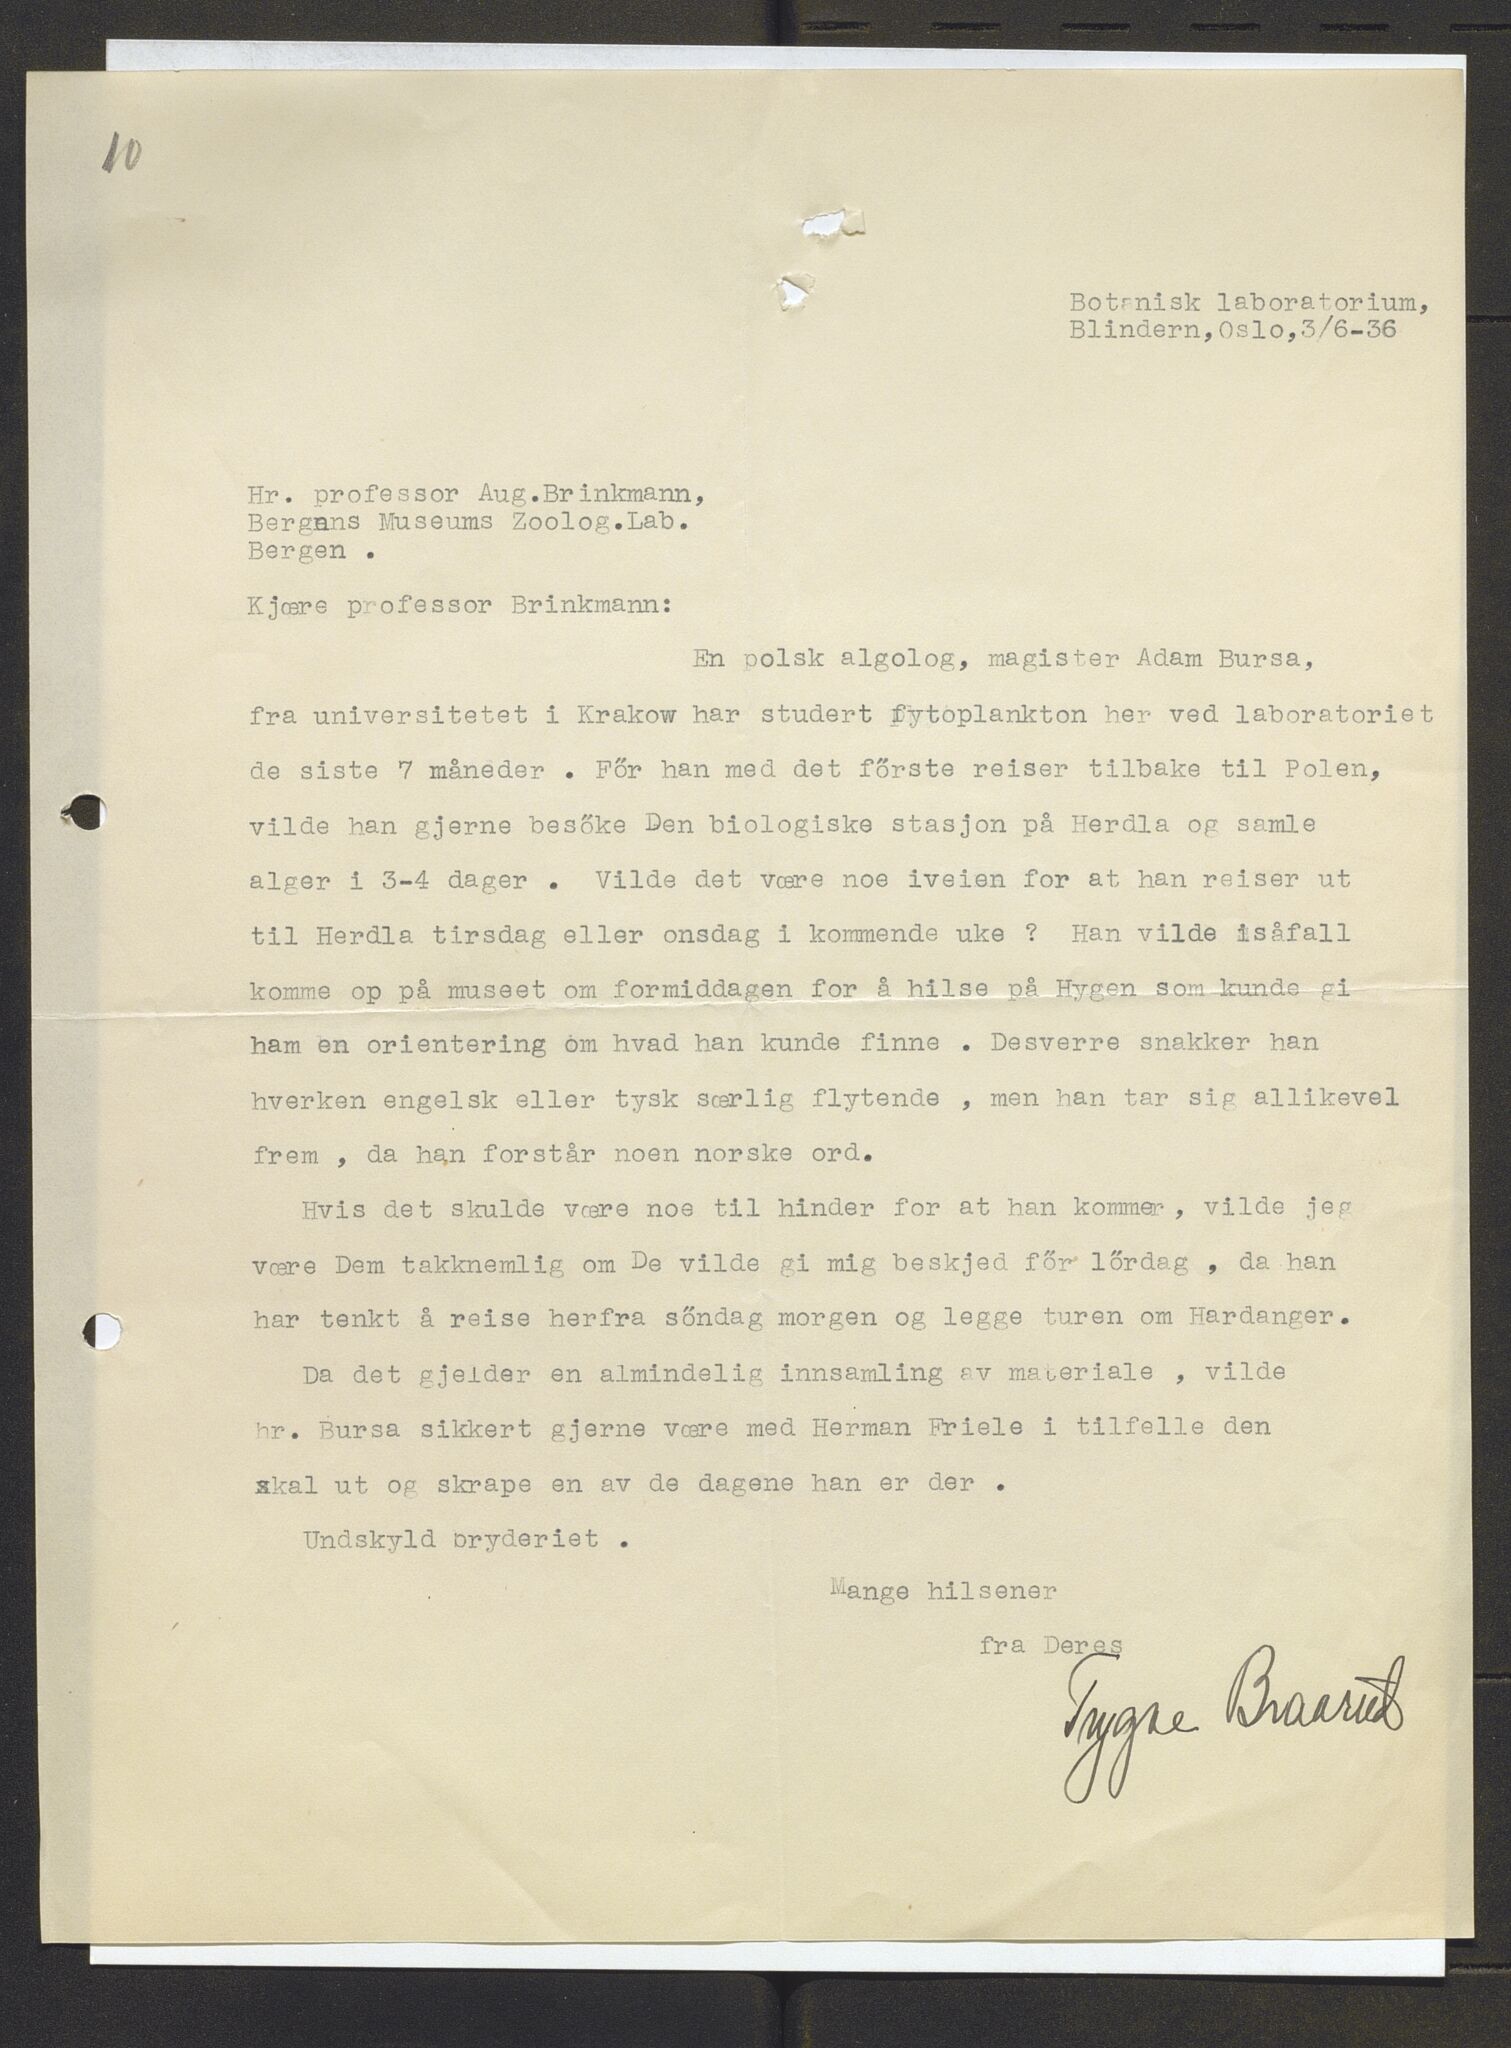 10
Botanisk laboratorium,
Blindern,Oslo,3/6-36
Hr. professor Aug.Brinkmann,
Bergens Museums Zoolog.Lab.
Bergen .
Kjære professor Brinkmann:
En polsk algolog, magister Adam Bursa,
fra universitetet i Krakow har studert fytoplankton her ved laboratoriet
de siste 7 måneder . Főr han med det főrste reiser tilbake til Polen,
vilde han gjerne besőke Den biologiske stasjon på Herdla og samle
alger i 3-4 dager . Vilde det være noe iveien for at han reiser ut
til Herdla tirsdag eller onsdag i kommende uke ? Han vilde isåfall
komme op på museet om formiddagen for å hilse på Hygen som kunde gi
ham en orientering om hvad han kunde finne . Desverre snakker han
hverken engelsk eller tysk særlig flytende , men han tar sig allikevel
frem , da han forstår noen norske ord.
Hvis det skulde være noe til hinder for at han kommer, vilde jeg
være Dem takknemlig om De vilde gi mig beskjed főr lőrdag , da han
har tenkt å reise herfra sőndag morgen og legge turen om Hardanger.
Da det gjelder en almindelig innsamling av materiale , vilde
hr. Bursa sikkert gjerne være med Herman Friele i tilfelle den
skal ut og skrape en av de dagene han er der .
Undskyld bryderiet .
Mange hilsener
fra Deres
Trygve Braarud